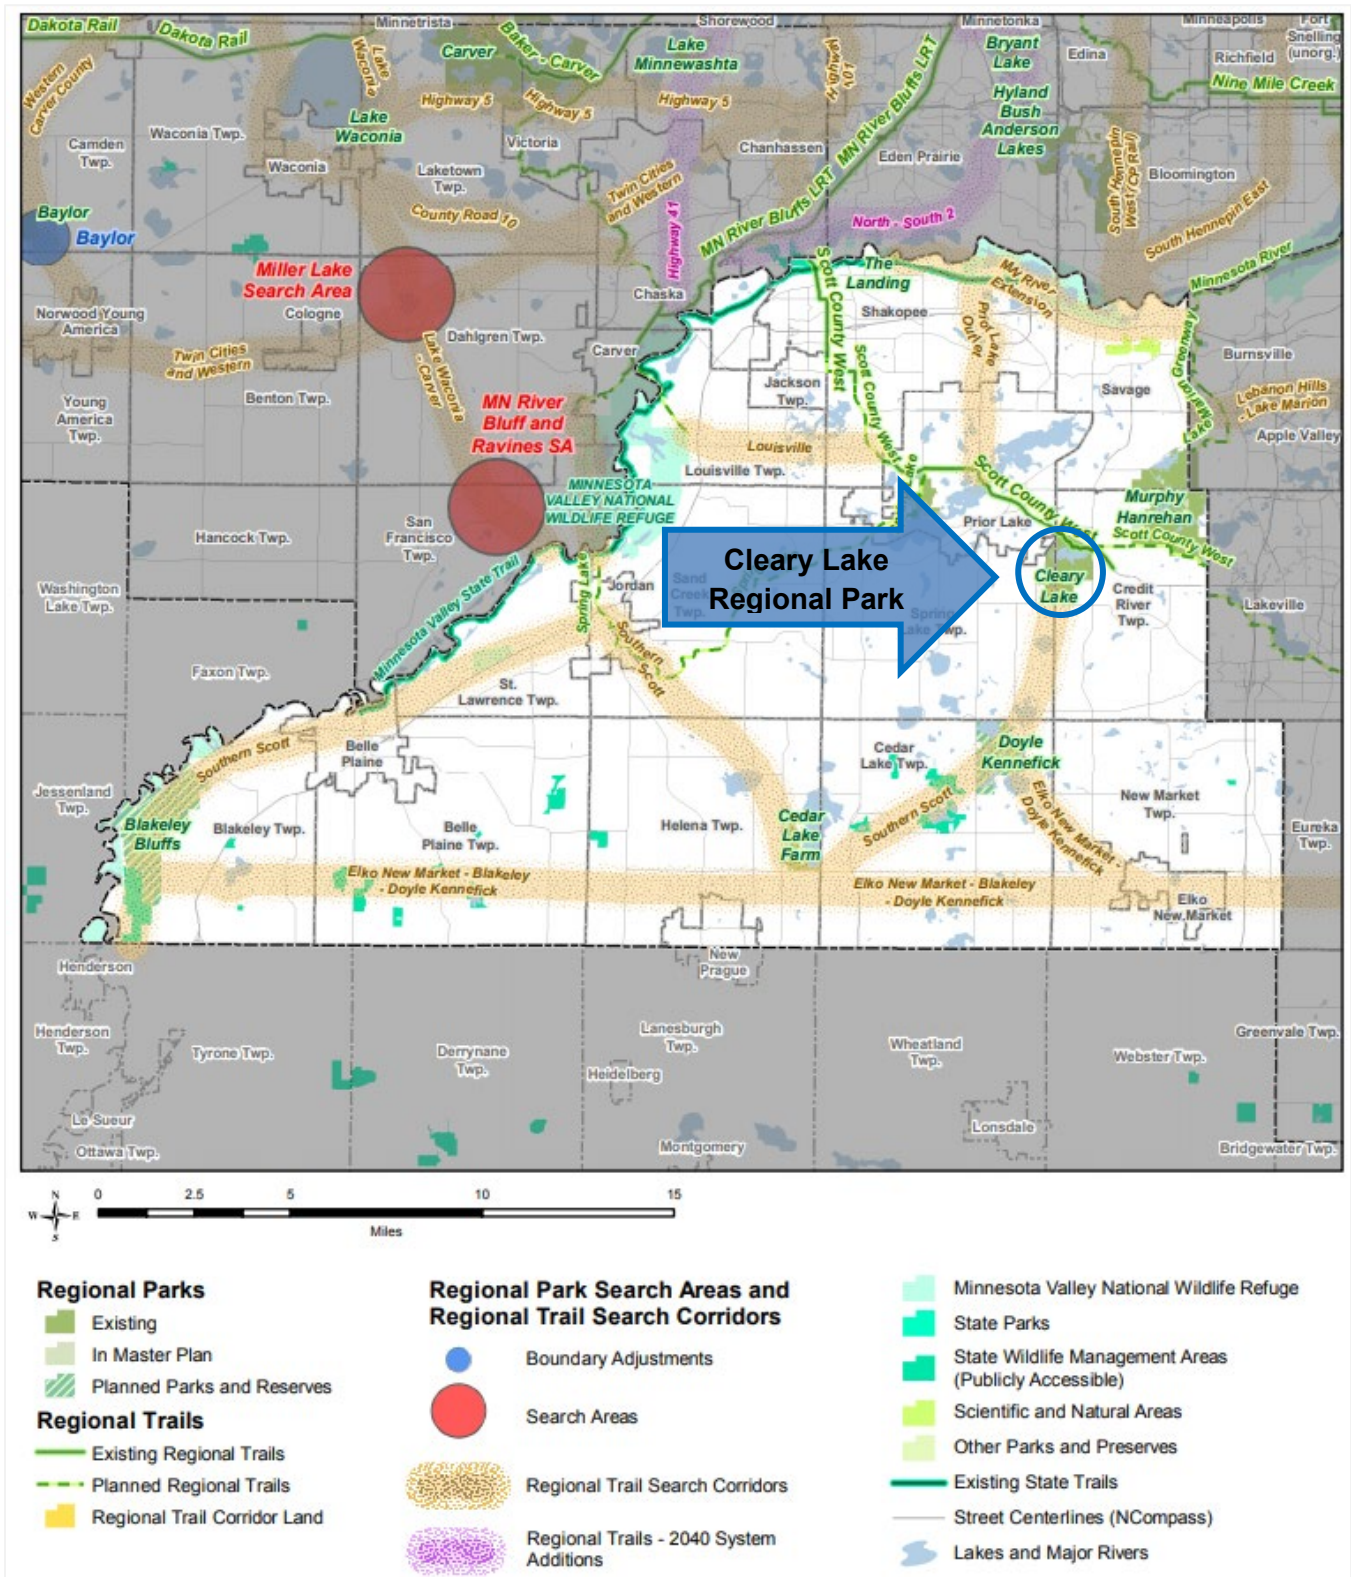 Minnetrista
Shorewood
Minnetonka
Minneapolis
Fort
Snelling
(unorg.)
Dakota Rail
Dakota Rail
Western
Carver County
Lake
Waconia
Carver
Baker - Carver
Lake
Minnewashta
Highway
101
Bryant
Lake
Edina
Richfield
Nine Mile Creek
Highway 5
Highway 5
Highway 5
Hyland
Bush
Anderson
Lakes
MN River Bluffs LRT
Camden
Twp.
Waconia Twp.
Lake
Waconia
Waconia
Victoria
Laketown
Twp.
Chanhassen
Eden Prairie
South Hennepin
West (CP Rail)
Bloomington
South Hennepin East
Twin Cities
and Western
County Road 10
Highway 41
North - South 2
MN River Bluffs LRT
Baylor
Baylor
Miller Lake
Search Area
Cologne
Chaska
The
Landing
MN River
Extension
Minnesota River
Norwood Young
America
Dahlgren Twp.
Carver
Shakopee
Scott County West
Prior Lake
Outlet
Twin Cities
and Western
Lake Waconia
- Carver
Scott County West
Burnsville
Greenway
Lake Marion
Young
America
Twp.
Benton Twp.
Jackson
Twp.
Savage
Lebanon Hills
- Lake Marion
MN River
Bluff and
Ravines SA
Louisville
Apple Valley
Louisville Twp.
Lake
Scott County West
MINNESOTA
VALLEY NATIONAL
WILDLIFE REFUGE
Murphy
Hanrehan
Scott County West
Hancock Twp.
San
Francisco
Twp.
Prior Lake
Cleary Lake
Regional Park
Cleary
Lake
Washington
Lake Twp.
Minnesota Valley State Trail
Spring Lake
Jordan
Sand
Creek
Twp.
Spring
Lake Twp.
Credit
River
Twp.
Lakeville
Faxon Twp.
Southern
Scott
St.
Lawrence Twp.
Southern Scott
Belle
Plaine
Cedar
Lake Twp.
Doyle
Kennefick
Jessenland
Twp.
Blakeley
Bluffs
Blakeley Twp.
Belle
Plaine Twp.
Helena Twp.
Cedar
Lake
Farm
Southern Scott
Elko New Market -
Doyle Kennefick
New Market
Twp.
Eureka
Twp.
Elko New Market - Blakeley
- Doyle Kennefick
Elko New Market - Blakeley
- Doyle Kennefick
Elko
New Market
Henderson
New
Prague
Henderson
Twp.
Tyrone Twp.
Derrynane
Twp.
Lanesburgh
Twp.
Heidelberg
Wheatland
Twp.
Webster Twp.
Greenvale Twp.
Le Sueur
Ottawa Twp.
Montgomery
Lonsdale
Bridgewater Twp.
N
W E
S
0 2.5 5 10 15
Miles
Regional Parks
Existing
In Master Plan
Planned Parks and Reserves
Regional Trails
Existing Regional Trails
Planned Regional Trails
Regional Trail Corridor Land
Regional Park Search Areas and
Regional Trail Search Corridors
Boundary Adjustments
Search Areas
Regional Trail Search Corridors
Regional Trails - 2040 System
Additions
Minnesota Valley National Wildlife Refuge
State Parks
State Wildlife Management Areas
(Publicly Accessible)
Scientific and Natural Areas
Other Parks and Preserves
Existing State Trails
Street Centerlines (NCompass)
Lakes and Major Rivers